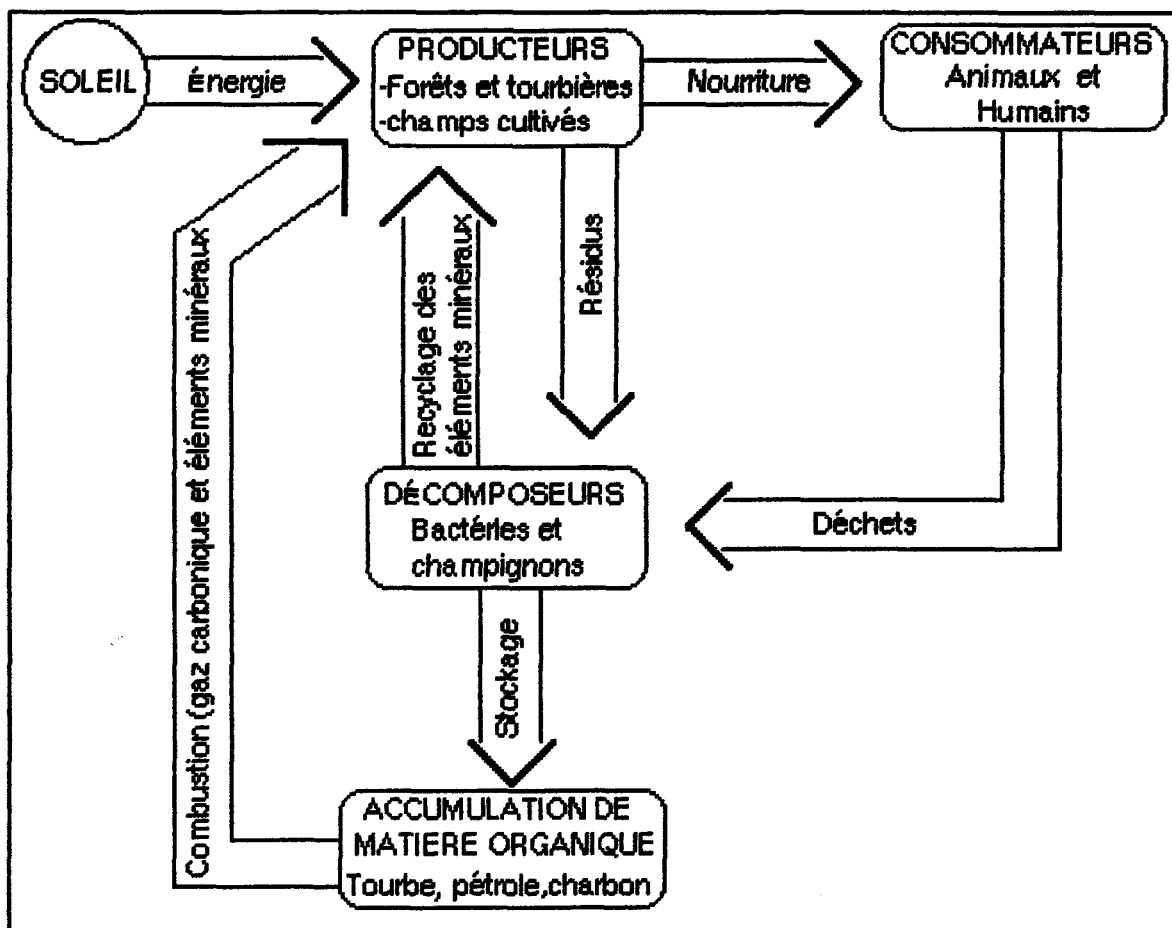 SOLEIL
Énergie
PRODUCTEURS
-Forêts et tourbières
-champs cultivés
Nourriture
CONSOMMATEURS
Animaux et
Humains
Résidus
Recyclage des
éléments minéraux
Combustion (gaz carbonique et éléments minéraux
DÉCOMPOSEURS
Bactéries et
champignons
Déchets
Stockage
ACCUMULATION DE
MATIERE ORGANIQUE
Tourbe, pétrole,charbon